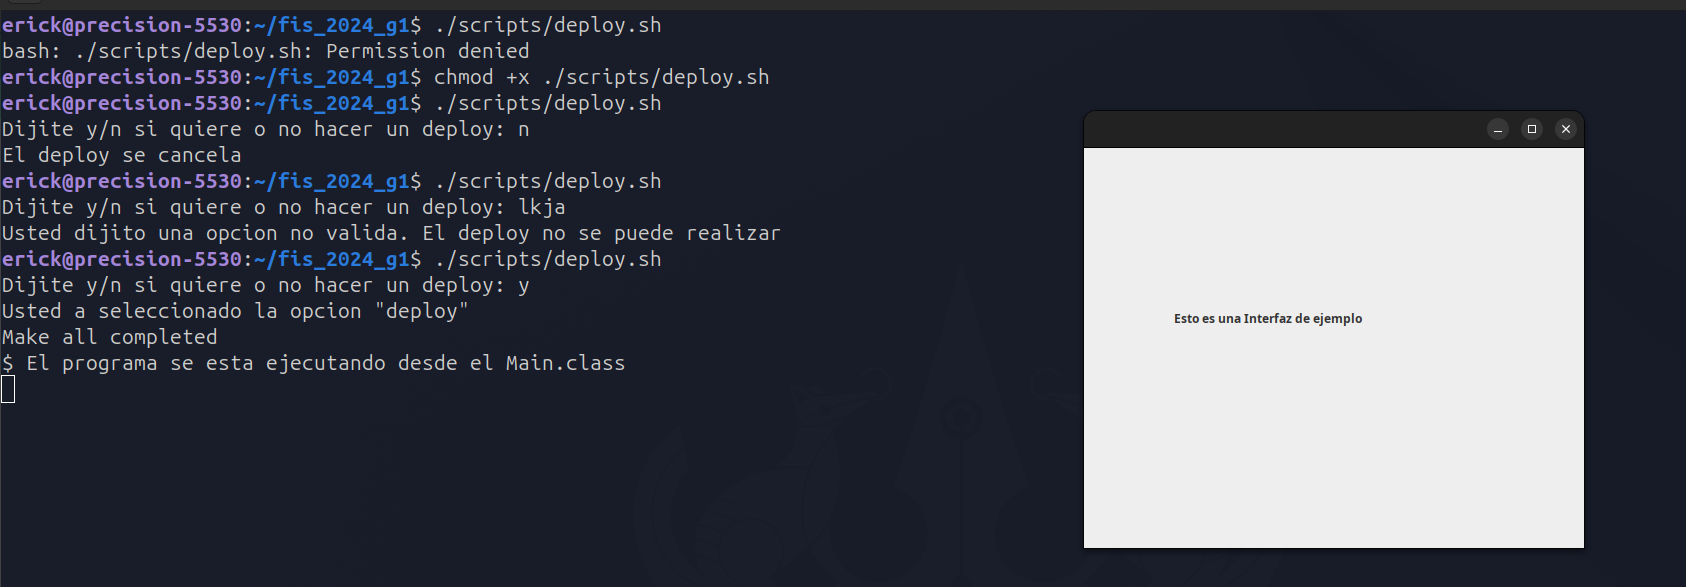 erick@precision-5530:~/fis_2024_g1$ ./scripts/deploy.sh
bash: ./scripts/deploy.sh: Permission denied
erick@precision-5530:~/fis_2024_g1$ chmod +x ./scripts/deploy.sh
erick@precision-5530:~/fis_2024_g1$ ./scripts/deploy.sh
Dijite y/n si quiere o no hacer un deploy: n
El deploy se cancela
erick@precision-5530:~/fis_2024_g1$ ./scripts/deploy.sh
Dijite y/n si quiere o no hacer un deploy: lkja
Usted dijito una opcion no valida. El deploy no se puede realizar
erick@precision-5530:~/fis_2024_g1$ ./scripts/deploy.sh
Dijite y/n si quiere o no hacer un deploy: y
Usted a seleccionado la opcion "deploy"
Make all completed
$ El programa se esta ejecutando desde el Main.class
Esto es una Interfaz de ejemplo